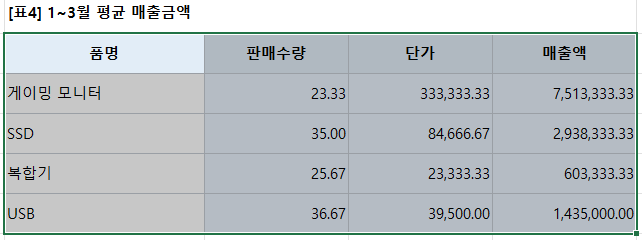 [표4] 1~3월 평균 매출금액
품명 판매수량 단가 매출액
게이밍 모니터 23.33 333,333.33 7,513,333.33
SSD 35.00 84,666.67 2,938,333.33
복합기 25.67 23,333.33 603,333.33
USB 36.67 39,500.00 1,435,000.00